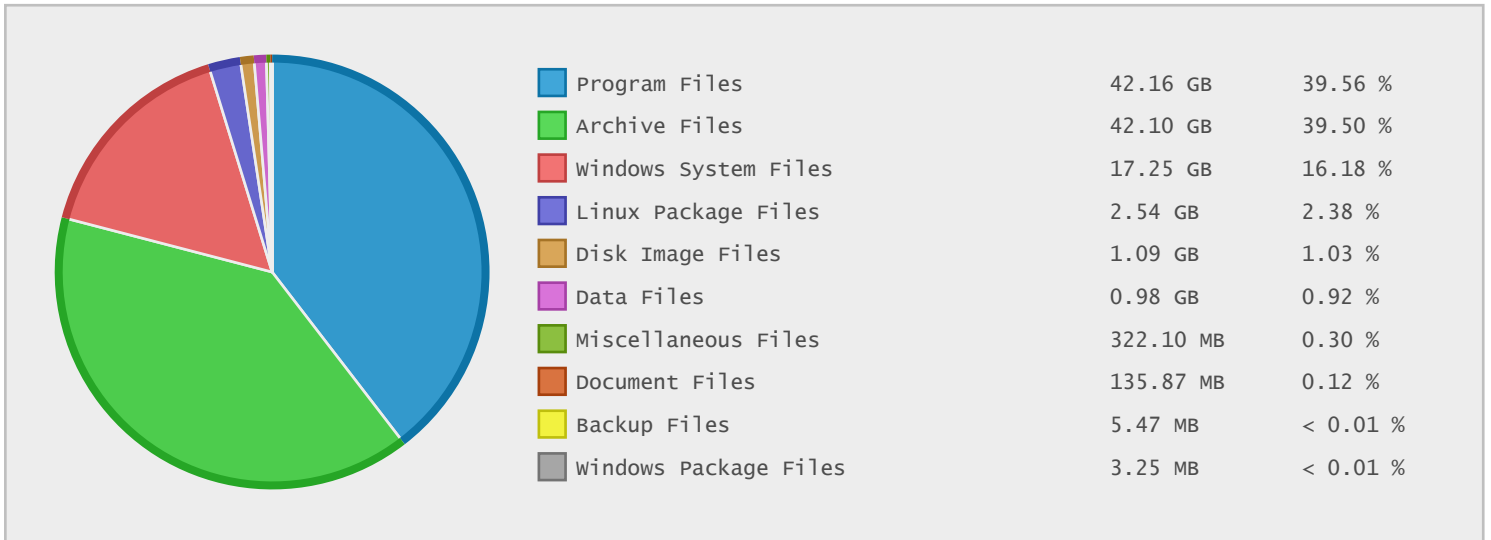 Program Files 42.16 GB 39.56 %
Archive Files 42.10 GB 39.50 %
Windows System Files 17.25 GB 16.18 %
Linux Package Files 2.54 GB 2.38 %
Disk Image Files 1.09 GB 1.03 %
Data Files 0.98 GB 0.92 %
Miscellaneous Files 322.10 MB 0.30 %
Document Files 135.87 MB 0.12 %
Backup Files 5.47 MB < 0.01 %
Windows Package Files 3.25 MB < 0.01 %